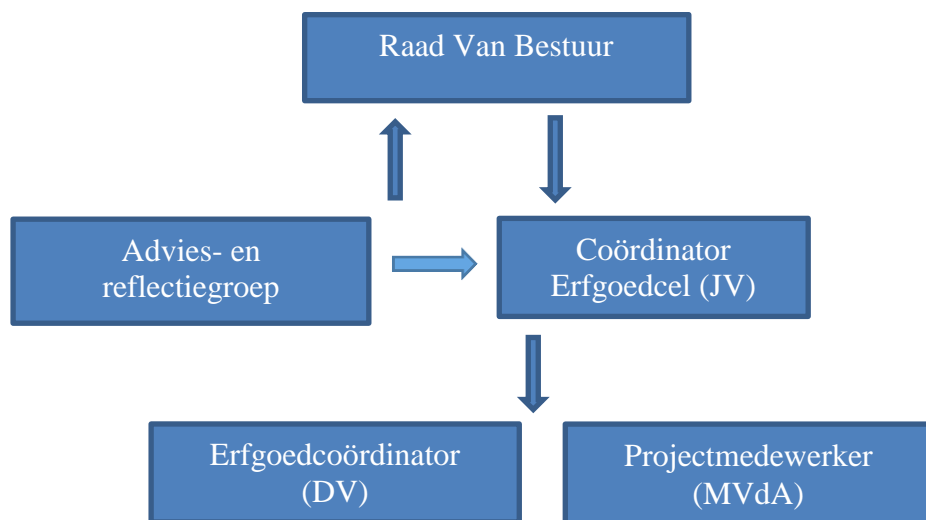 Raad Van Bestuur
Advies- en
reflectiegroep
Coördinator
Erfgoedcel (JV)
Erfgoedcoördinator
(DV)
Projectmedewerker
(MVdA)